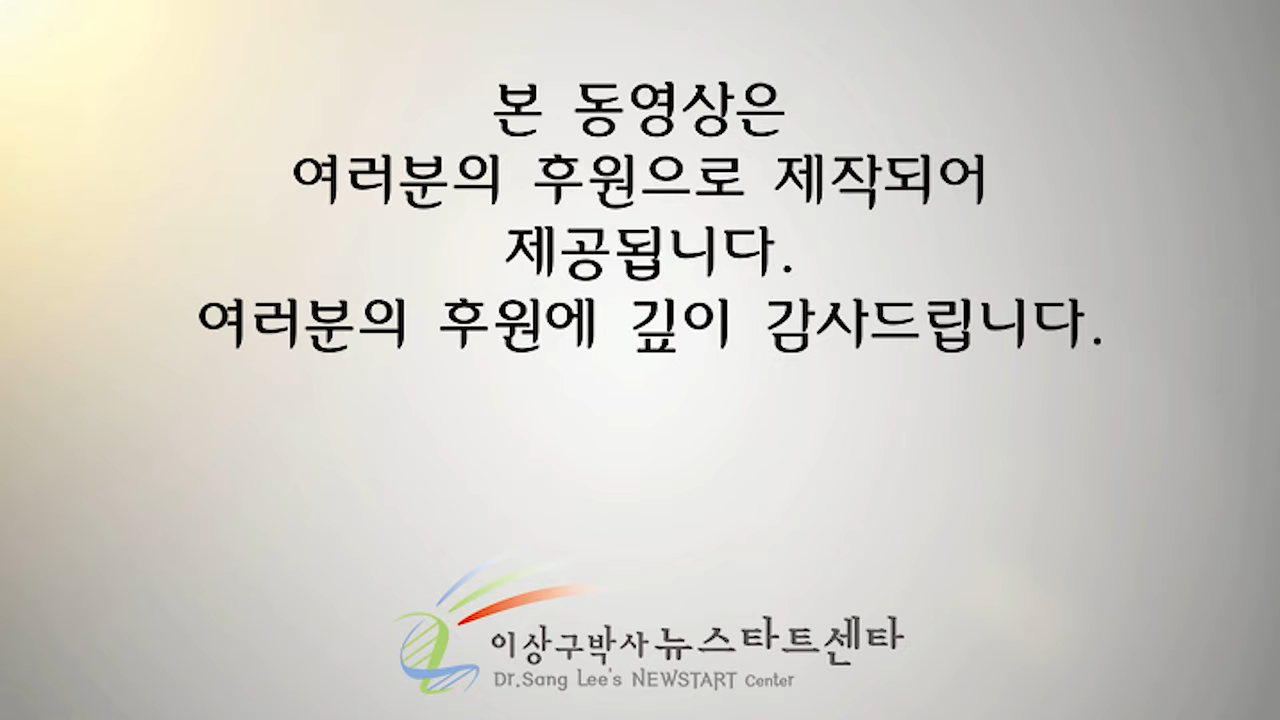 본 동영상은
여러분의 후원으로 제작되어
제공됩니다.
여러분의 후원에 깊이 감사드립니다.
이상구박사 뉴스타트센타
Dr.Sang Lee's NEWSTART Center